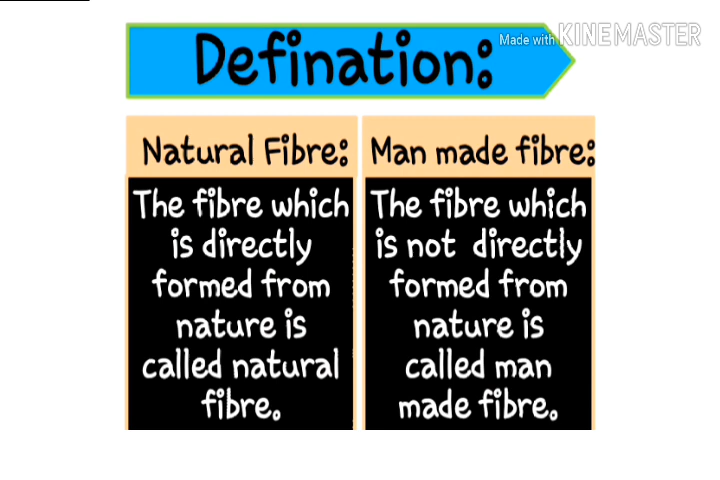 Defination:
Made with KINEMASTER
Natural Fibre:
The fibre which
is directly
formed from
nature is
called natural
fibre.
Man made fibre:
The fibre which
is not directly
formed from
nature is
called man
made fibre.